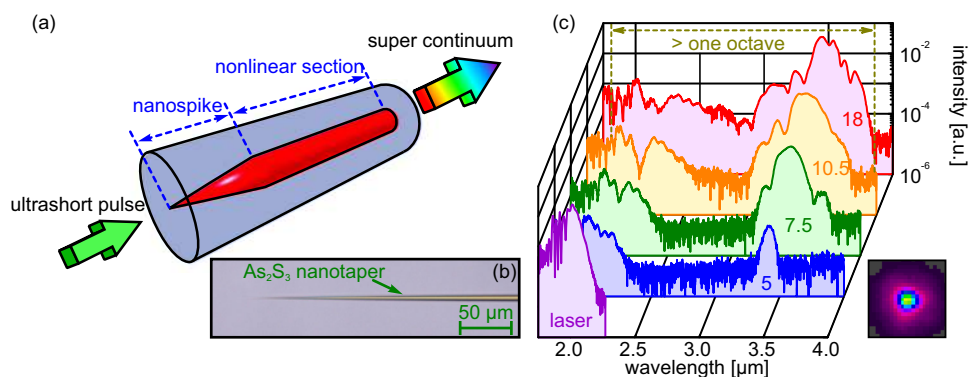 (a)
super continuum
nonlinear section
nanospike
ultrashort pulse
As₂S₃ nanotaper
(b)
50 µm
(c)
> one octave
10⁻²
10⁻⁴
10⁻⁶
intensity [a.u.]
18
10.5
7.5
5
laser
2.0 2.5 3.0 3.5 4.0
wavelength [µm]